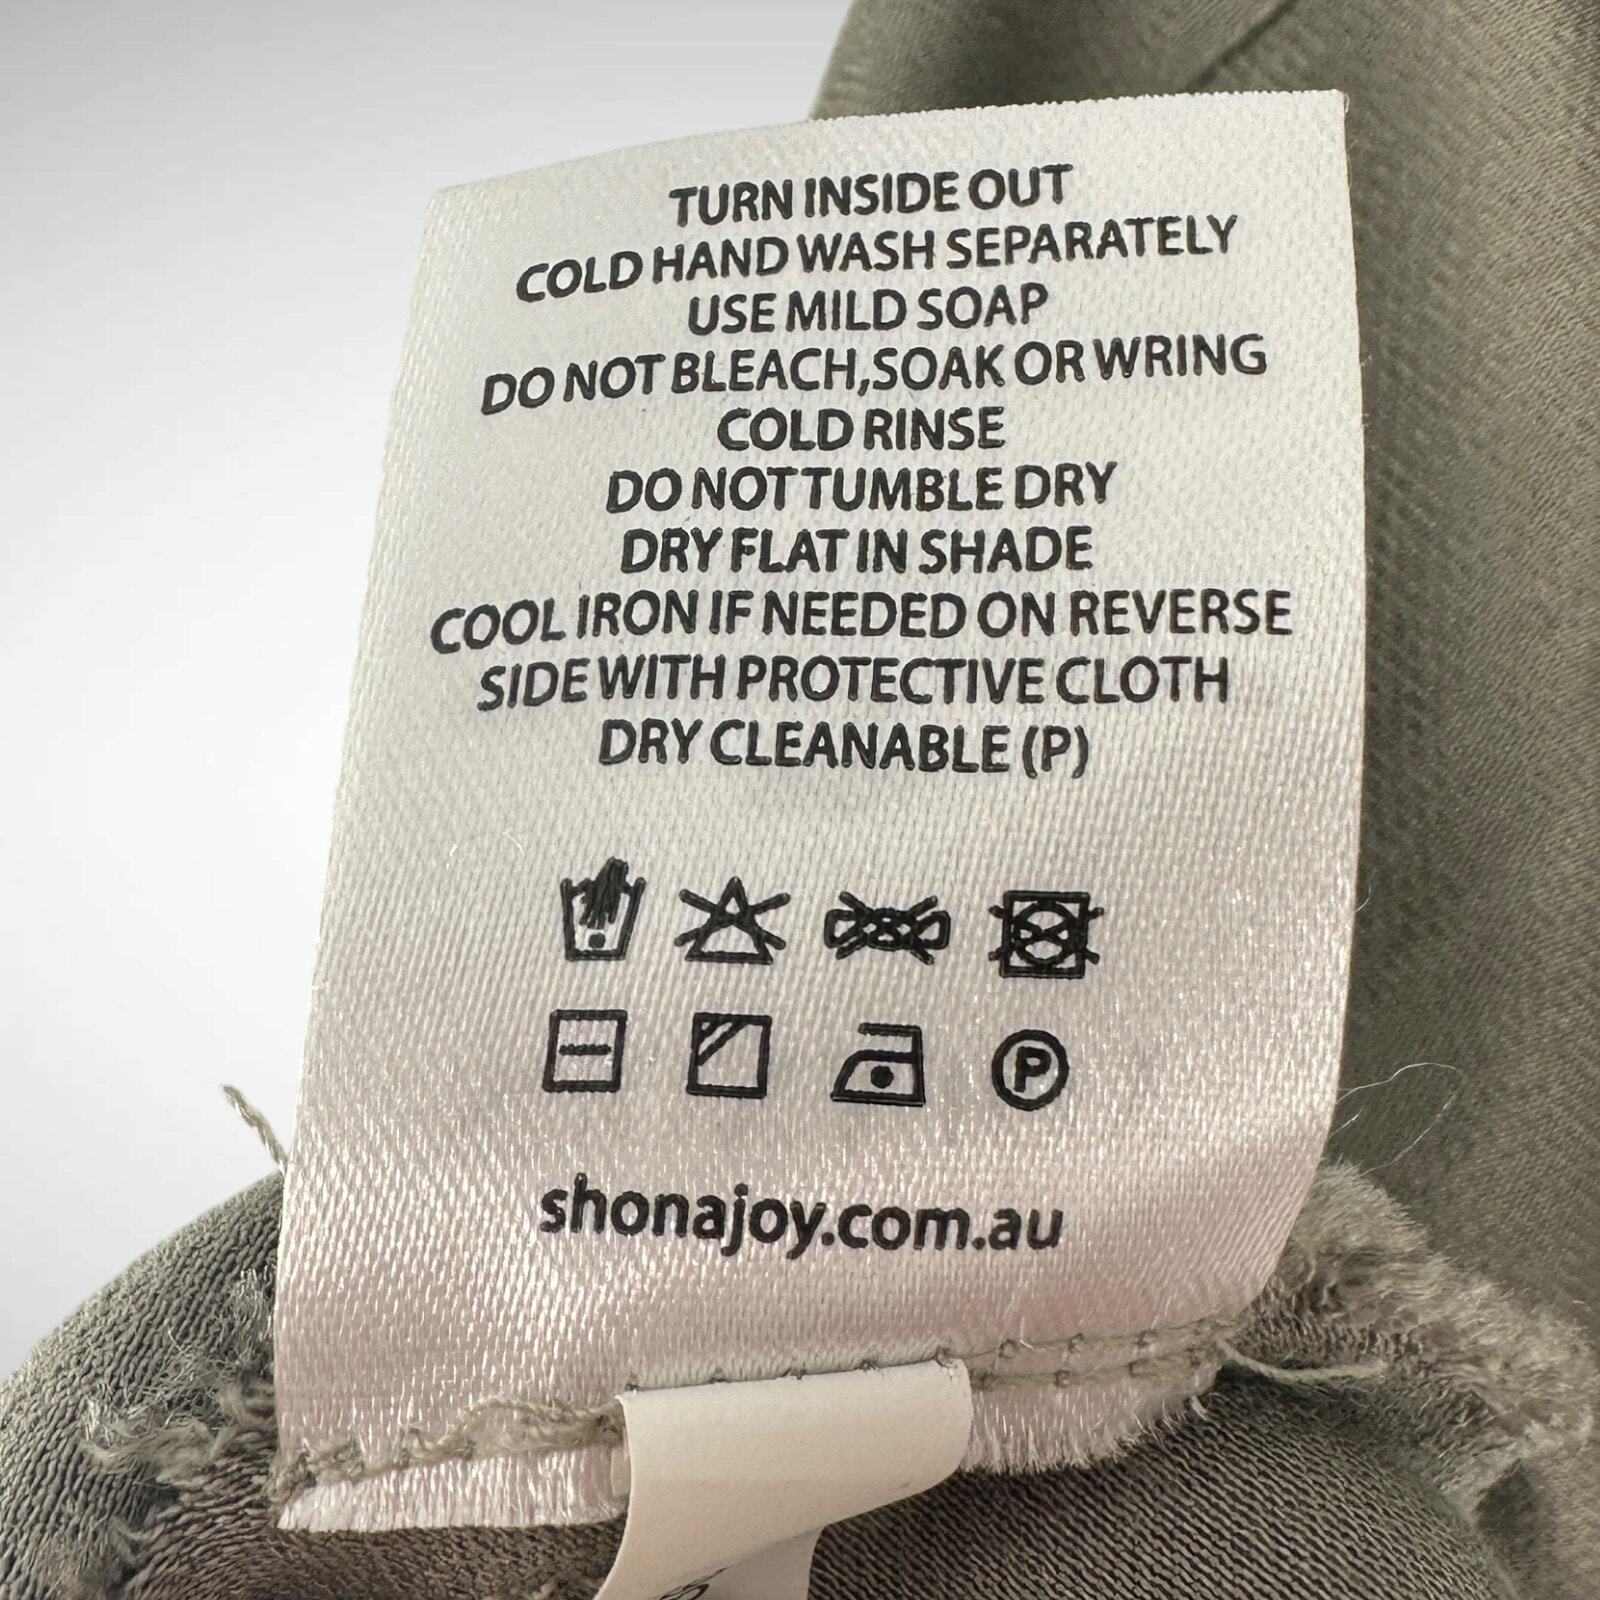 TURN INSIDE OUT
COLD HAND WASH SEPARATELY
USE MILD SOAP
DO NOT BLEACH,SOAK OR WRING
COLD RINSE
DO NOT TUMBLE DRY
DRY FLAT IN SHADE
COOL IRON IF NEEDED ON REVERSE
SIDE WITH PROTECTIVE CLOTH
DRY CLEANABLE (P)
P
shonajoy.com.au